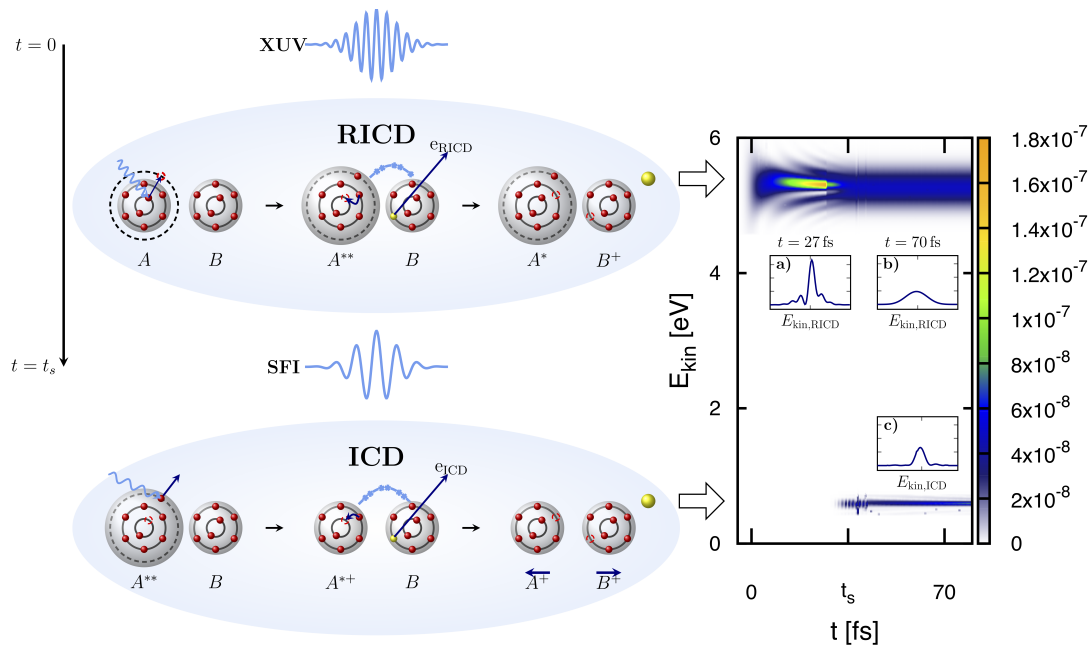 t = 0
XUV
RICD
e_RICD
A
B
A**
B
A*
B⁺
t = t_s
SFI
ICD
e_ICD
A**
B
A*⁺
B
A⁺
B⁺
6
4
2
0
E_kin [eV]
t = 27 fs
t = 70 fs
a)
b)
E_kin,RICD
E_kin,RICD
c)
E_kin,ICD
0
t_s
70
t [fs]
1.8x10⁻⁷
1.6x10⁻⁷
1.4x10⁻⁷
1.2x10⁻⁷
1x10⁻⁷
8x10⁻⁸
6x10⁻⁸
4x10⁻⁸
2x10⁻⁸
0